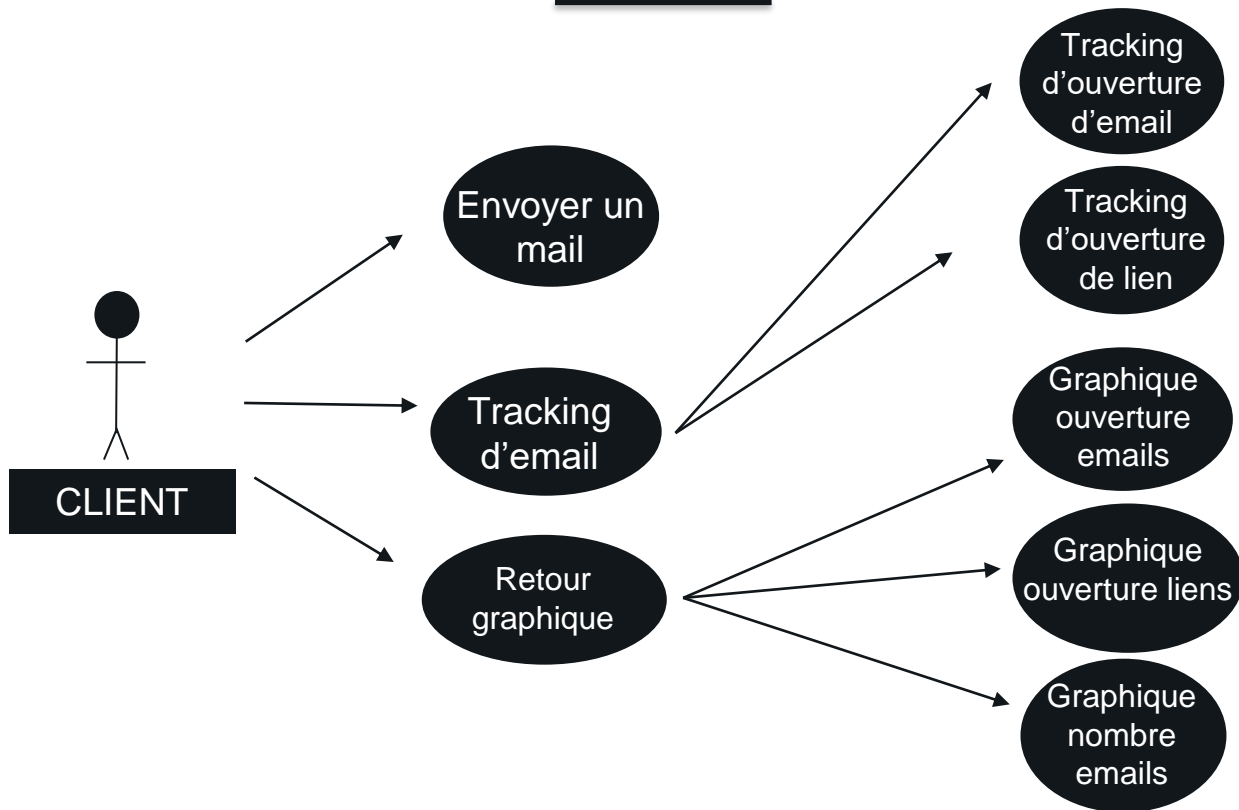 Tracking
d’ouverture
d’email
Envoyer un
mail
Tracking
d’ouverture
de lien
Tracking
d’email
Graphique
ouverture
emails
CLIENT
Retour
graphique
Graphique
ouverture liens
Graphique
nombre
emails